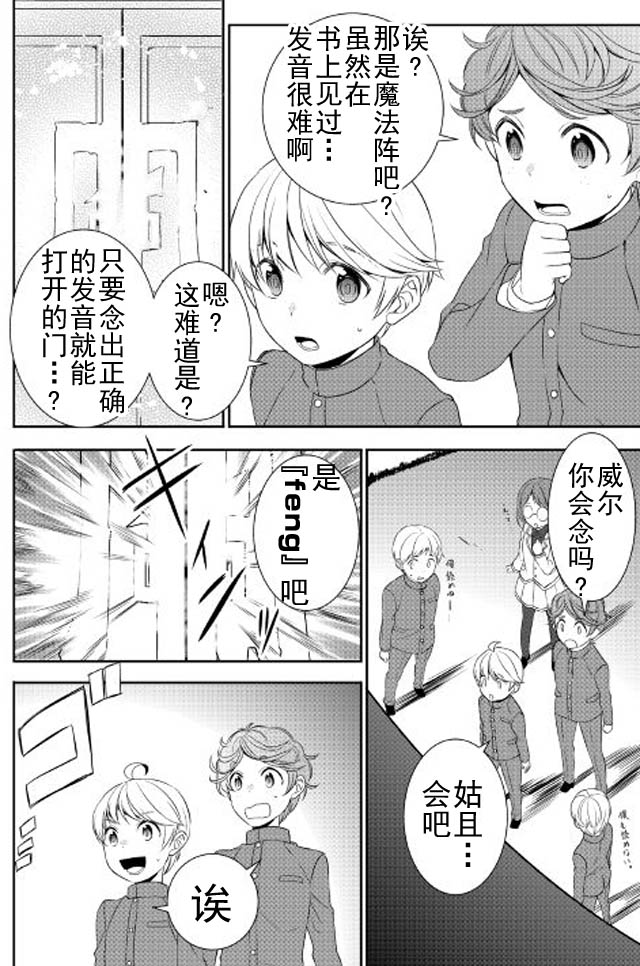 诶？
那是魔法阵吧？
虽然在
书上见过…
发音很难啊
嗯？
这难道是？
只要念出正确
的发音就能
打开的门…？
威尔
你会念吗？
姑且…
会吧
是
『feng』吧
诶